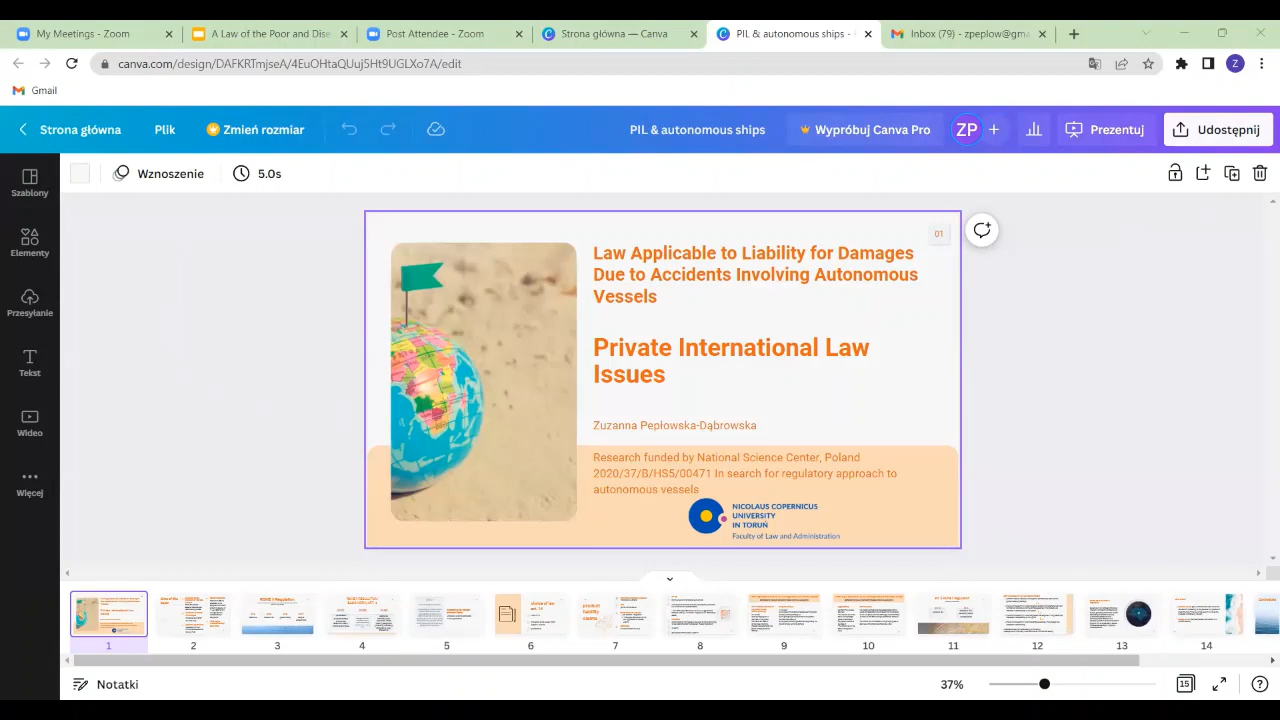 My Meetings - Zoom
A Law of the Poor and Dise
Post Attendee - Zoom
Strona główna — Canva
PIL & autonomous ships -
Inbox (79) - zpeplow@gma
canva.com/design/DAFKRTmjseA/4EuOHtaQUuj5Ht9UGLXo7A/edit
Z
Gmail
Strona główna
Plik
Zmień rozmiar
PIL & autonomous ships
Wypróbuj Canva Pro
ZP
Prezentuj
Udostępnij
Szablony
Elementy
Przesyłanie
Tekst
Wideo
Więcej
Wznoszenie
5.0s
01
Law Applicable to Liability for Damages
Due to Accidents Involving Autonomous
Vessels
Private International Law
Issues
Zuzanna Pepłowska-Dąbrowska
Research funded by National Science Center, Poland
2020/37/B/HS5/00471 In search for regulatory approach to
autonomous vessels
NICOLAUS COPERNICUS
UNIVERSITY
IN TORUŃ
Faculty of Law and Administration
1
2
3
4
5
6
7
8
9
10
11
12
13
14
Notatki
37%
15